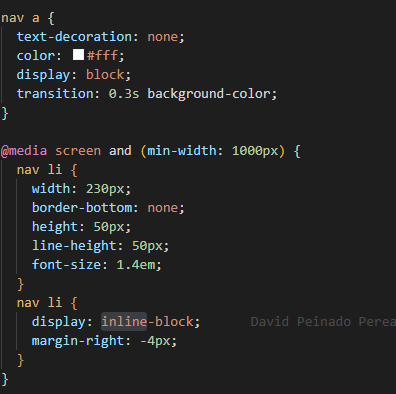 nav a {
  text-decoration: none;
  color: #fff;
  display: block;
  transition: 0.3s background-color;
}

@media screen and (min-width: 1000px) {
  nav li {
    width: 230px;
    border-bottom: none;
    height: 50px;
    line-height: 50px;
    font-size: 1.4em;
  }
  nav li {
    display: inline-block; David Peinado Perea
    margin-right: -4px;
  }
}